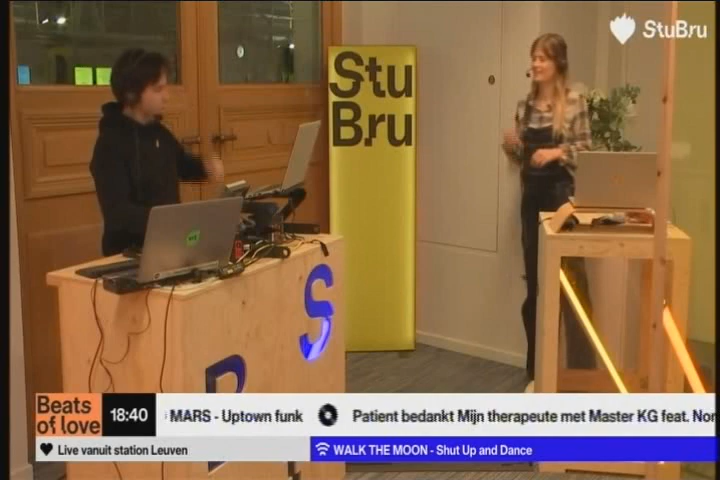 StuBru
Stu
Bru
S
B
Beats
of love
18:40
MARS - Uptown funk
Patient bedankt Mijn therapeute met Master KG feat. Nor
Live vanuit station Leuven
WALK THE MOON - Shut Up and Dance